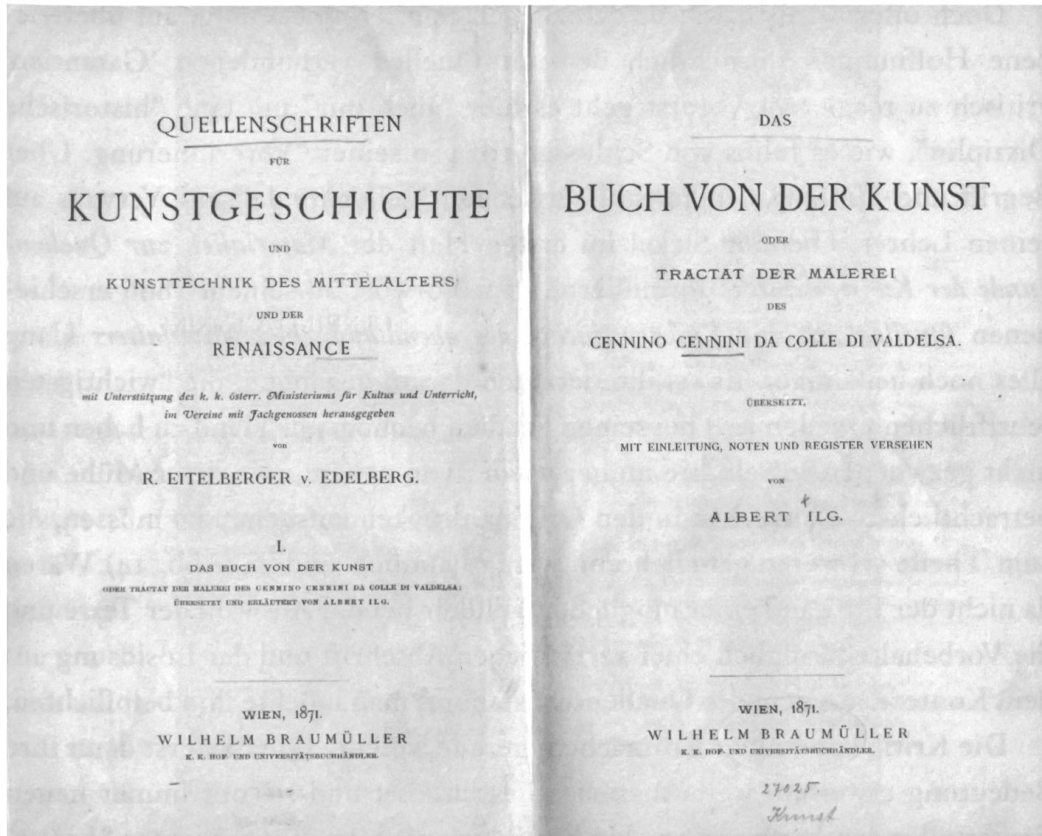 QUELLENSCHRIFTEN
FÜR
KUNSTGESCHICHTE
UND
KUNSTTECHNIK DES MITTELALTERS
UND DER
RENAISSANCE
mit Unterstützung des k. k. österr. Ministeriums für Kultus und Unterricht,
im Vereine mit Fachgenossen herausgegeben
VON
R. EITELBERGER v. EDELBERG.
I.
DAS BUCH VON DER KUNST
ODER TRACTAT DER MALEREI DES CENNINO CENNINI DA COLLE DI VALDELSA;
ÜBERSETZT UND ERLÄUTERT VON ALBERT ILG.
WIEN, 1871.
WILHELM BRAUMÜLLER
K. K. HOF- UND UNIVERSITÄTSBUCHHÄNDLER.
DAS
BUCH VON DER KUNST
ODER
TRACTAT DER MALEREI
DES
CENNINO CENNINI DA COLLE DI VALDELSA.
ÜBERSETZT,
MIT EINLEITUNG, NOTEN UND REGISTER VERSEHEN
VON
ALBERT ILG.
WIEN, 1871.
WILHELM BRAUMÜLLER
K. K. HOF- UND UNIVERSITÄTSBUCHHÄNDLER.
27025
Kunst